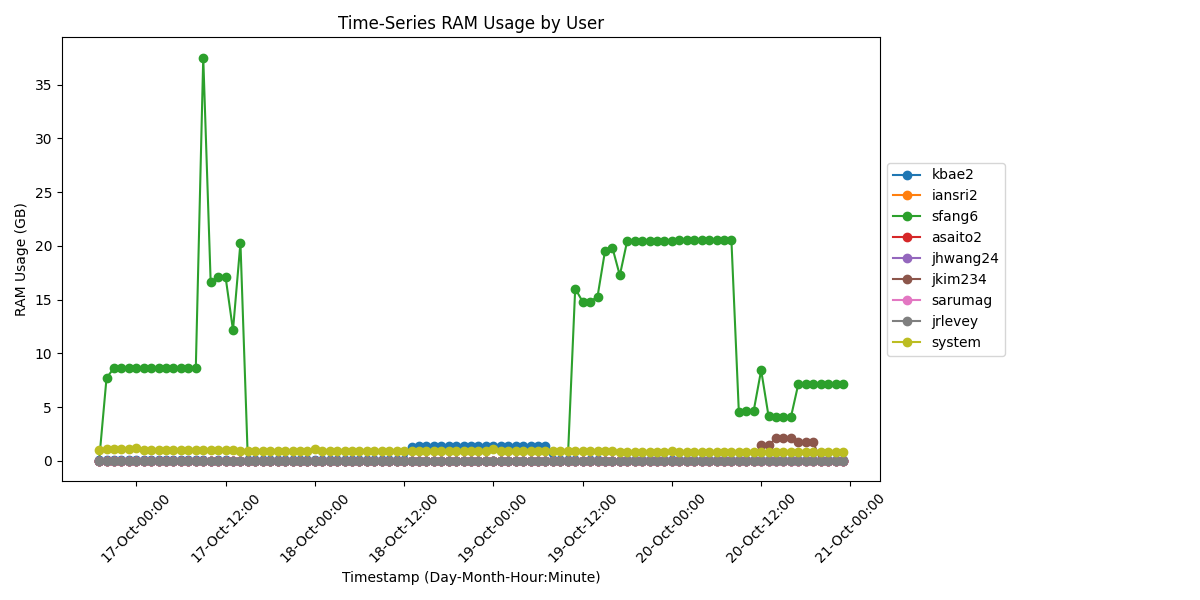 Time-Series RAM Usage by User
RAM Usage (GB)
35
30
25
20
15
10
5
0
17-Oct-00:00
17-Oct-12:00
18-Oct-00:00
18-Oct-12:00
19-Oct-00:00
19-Oct-12:00
20-Oct-00:00
20-Oct-12:00
21-Oct-00:00
Timestamp (Day-Month-Hour:Minute)
kbae2
iansri2
sfang6
asaito2
jhwang24
jkim234
sarumag
jrlevey
system